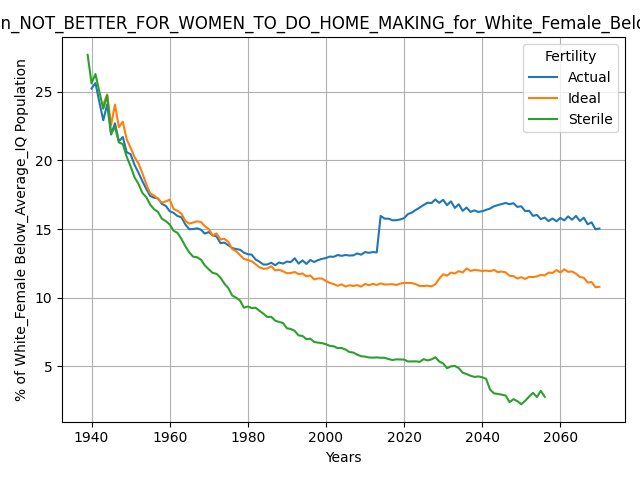 n_NOT_BETTER_FOR_WOMEN_TO_DO_HOME_MAKING_for_White_Female_Belo
% of White_Female Below_Average_IQ Population
Fertility
Actual
Ideal
Sterile
25
20
15
10
5
1940 1960 1980 2000 2020 2040 2060
Years